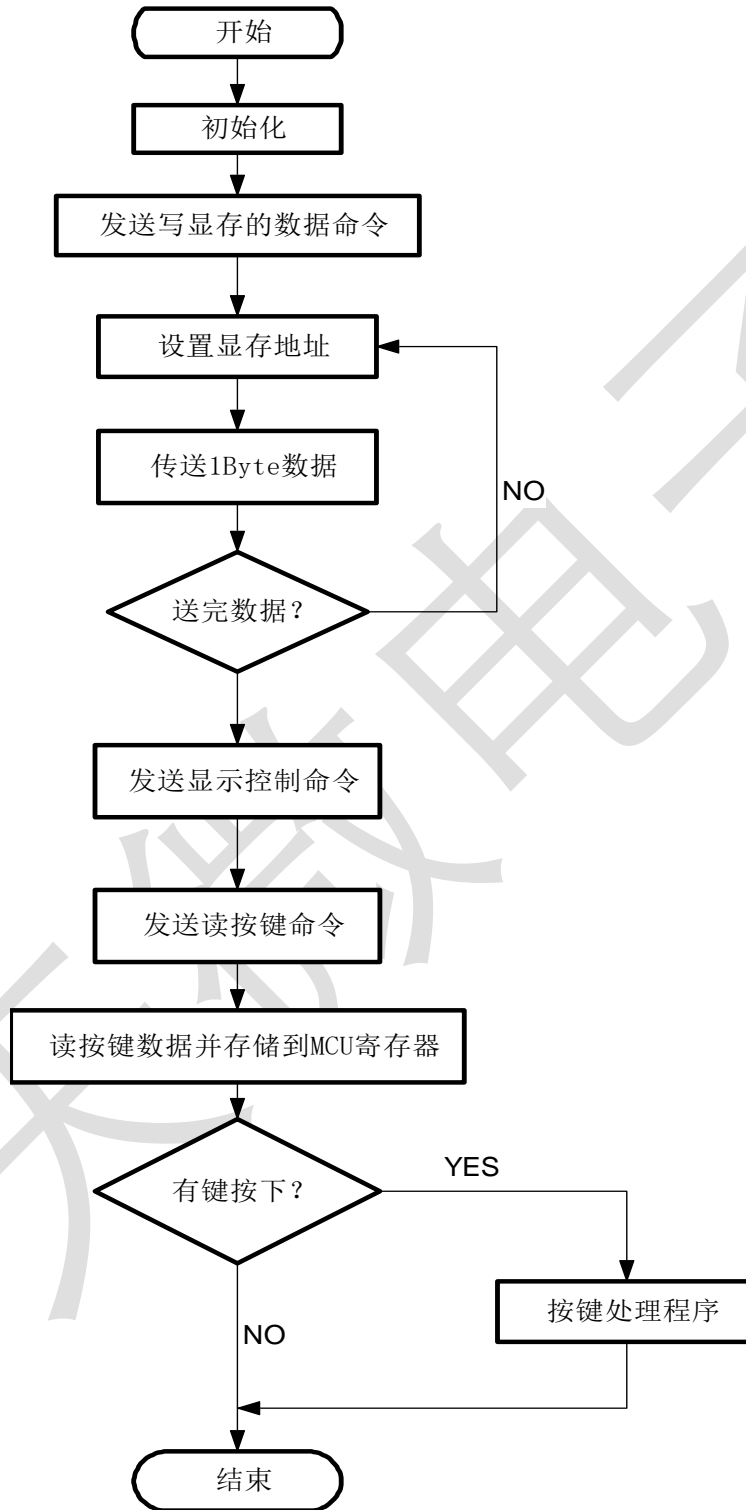 开始
初始化
发送写显存的数据命令
设置显存地址
传送1Byte数据
NO
送完数据？
发送显示控制命令
发送读按键命令
读按键数据并存储到MCU寄存器
有键按下？
YES
按键处理程序
NO
结束
天微电子